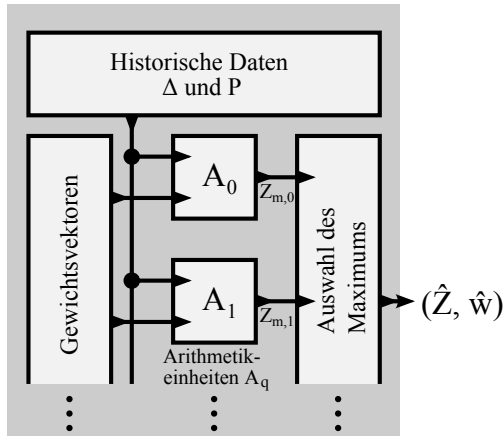 Historische Daten
Δ und P
Gewichtsvektoren
A0
Zm,0
A1
Zm,1
Arithmetik-
einheiten Aq
Auswahl des
Maximums
(Ẑ, ŵ)